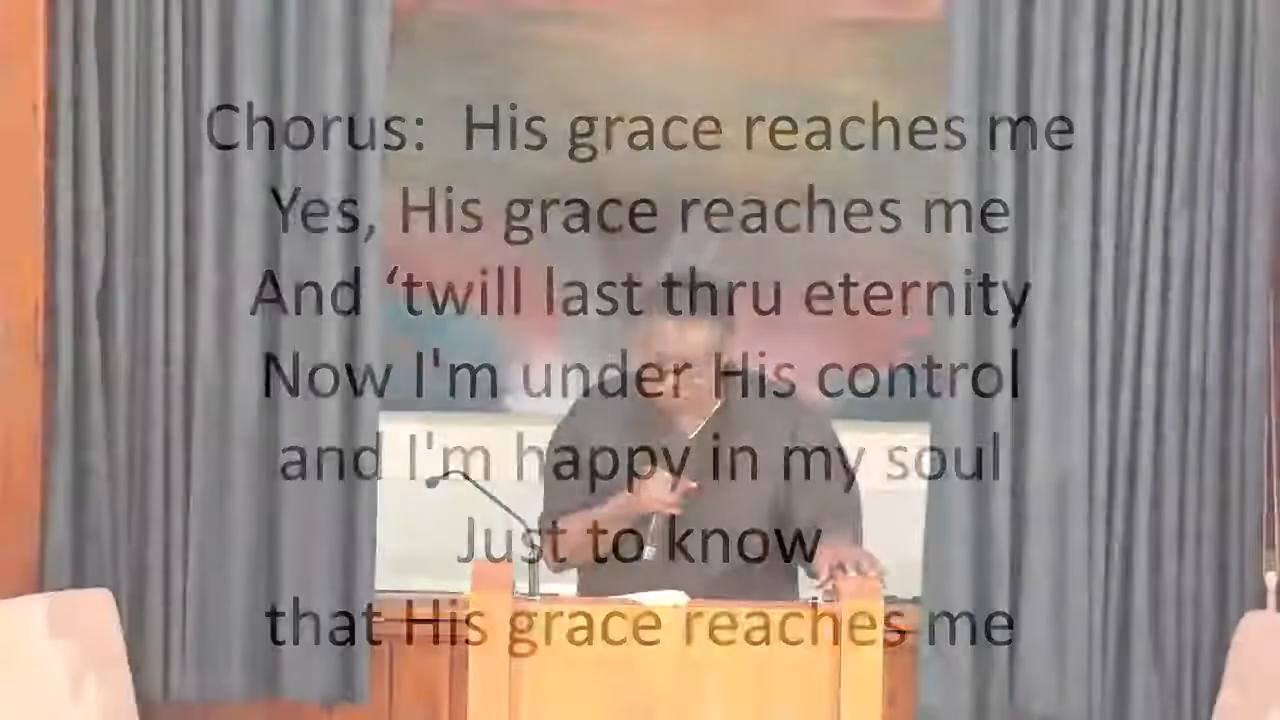 Chorus:  His grace reaches me
Yes, His grace reaches me
And ‘twill last thru eternity
Now I'm under His control
and I'm happy in my soul
Just to know
that His grace reaches me